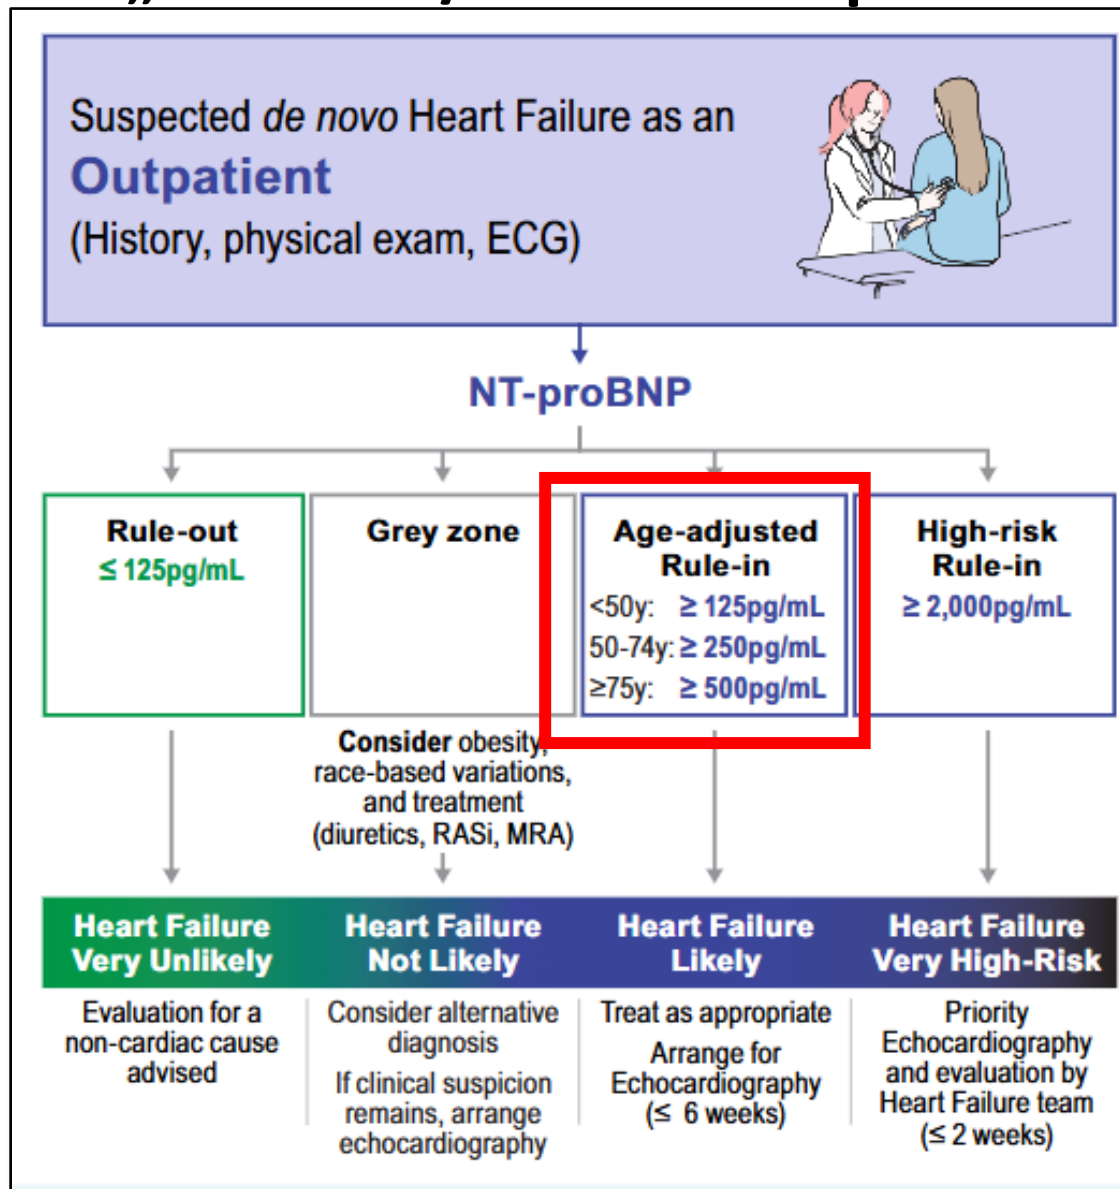 Suspected de novo Heart Failure as an
Outpatient
(History, physical exam, ECG)
NT-proBNP
Rule-out
≤ 125pg/mL
Grey zone
Age-adjusted
Rule-in
<50y: ≥ 125pg/mL
50-74y: ≥ 250pg/mL
≥75y: ≥ 500pg/mL
High-risk
Rule-in
≥ 2,000pg/mL
Consider obesity,
race-based variations,
and treatment
(diuretics, RASi, MRA)
Heart Failure
Very Unlikely
Heart Failure
Not Likely
Heart Failure
Likely
Heart Failure
Very High-Risk
Evaluation for a
non-cardiac cause
advised
Consider alternative
diagnosis
If clinical suspicion
remains, arrange
echocardiography
Treat as appropriate
Arrange for
Echocardiography
(≤ 6 weeks)
Priority
Echocardiography
and evaluation by
Heart Failure team
(≤ 2 weeks)